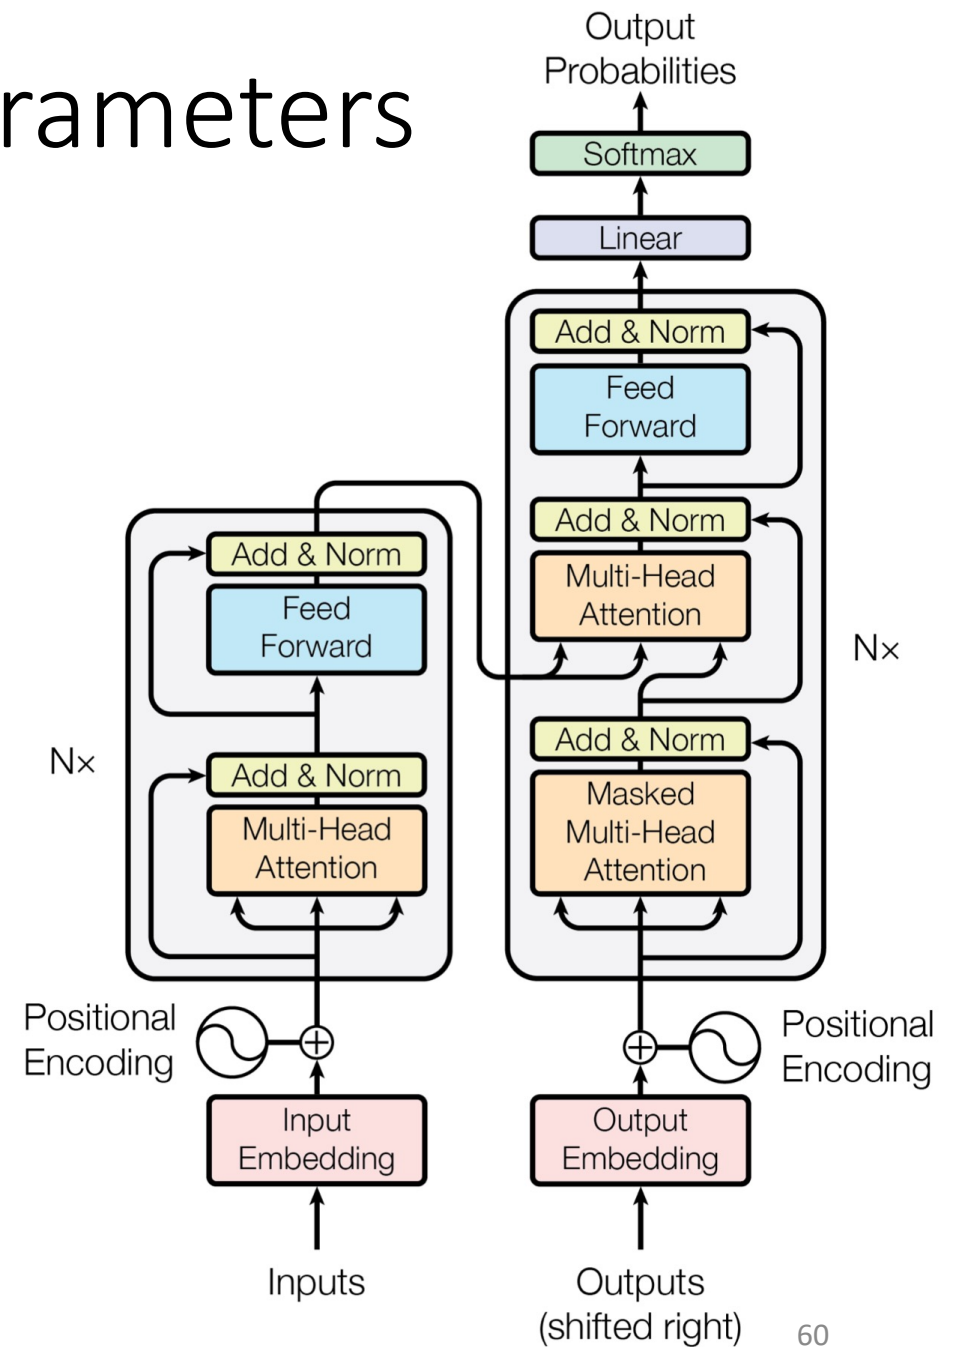 rameters
Output
Probabilities
Softmax
Linear
Add & Norm
Feed
Forward
Add & Norm
Multi-Head
Attention
Nx
Add & Norm
Masked
Multi-Head
Attention
Add & Norm
Feed
Forward
Nx
Add & Norm
Multi-Head
Attention
Positional
Encoding
Positional
Encoding
Input
Embedding
Output
Embedding
Inputs
Outputs
(shifted right)
60